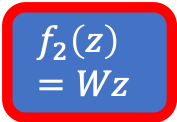 f₂(z)
= Wz